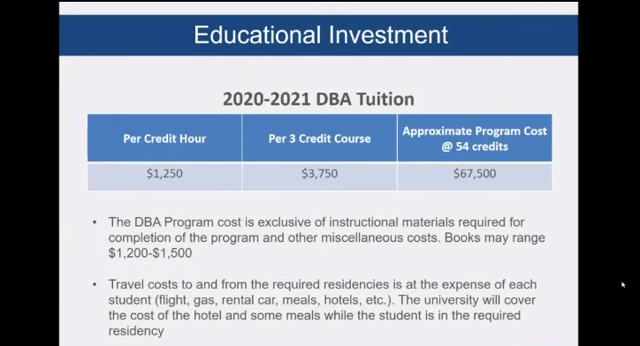 Educational Investment
2020-2021 DBA Tuition
Per Credit Hour
Per 3 Credit Course
Approximate Program Cost
@ 54 credits
$1,250
$3,750
$67,500
• The DBA Program cost is exclusive of instructional materials required for
completion of the program and other miscellaneous costs. Books may range
$1,200-$1,500
• Travel costs to and from the required residencies is at the expense of each
student (flight, gas, rental car, meals, hotels, etc.). The university will cover
the cost of the hotel and some meals while the student is in the required
residency